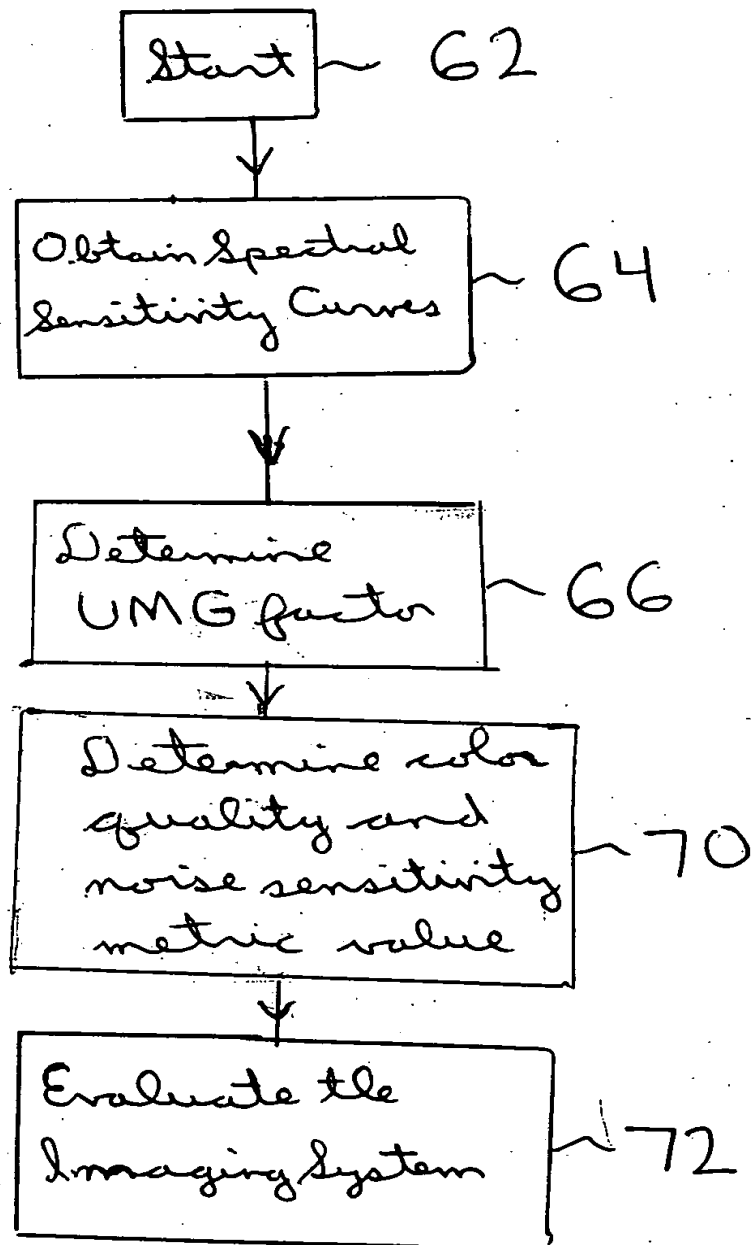 Start 62
Obtain Spectral
Sensitivity Curves 64
Determine
UMG factor 66
Determine color
quality and
noise sensitivity 70
metric value
Evaluate the
Imaging System 72